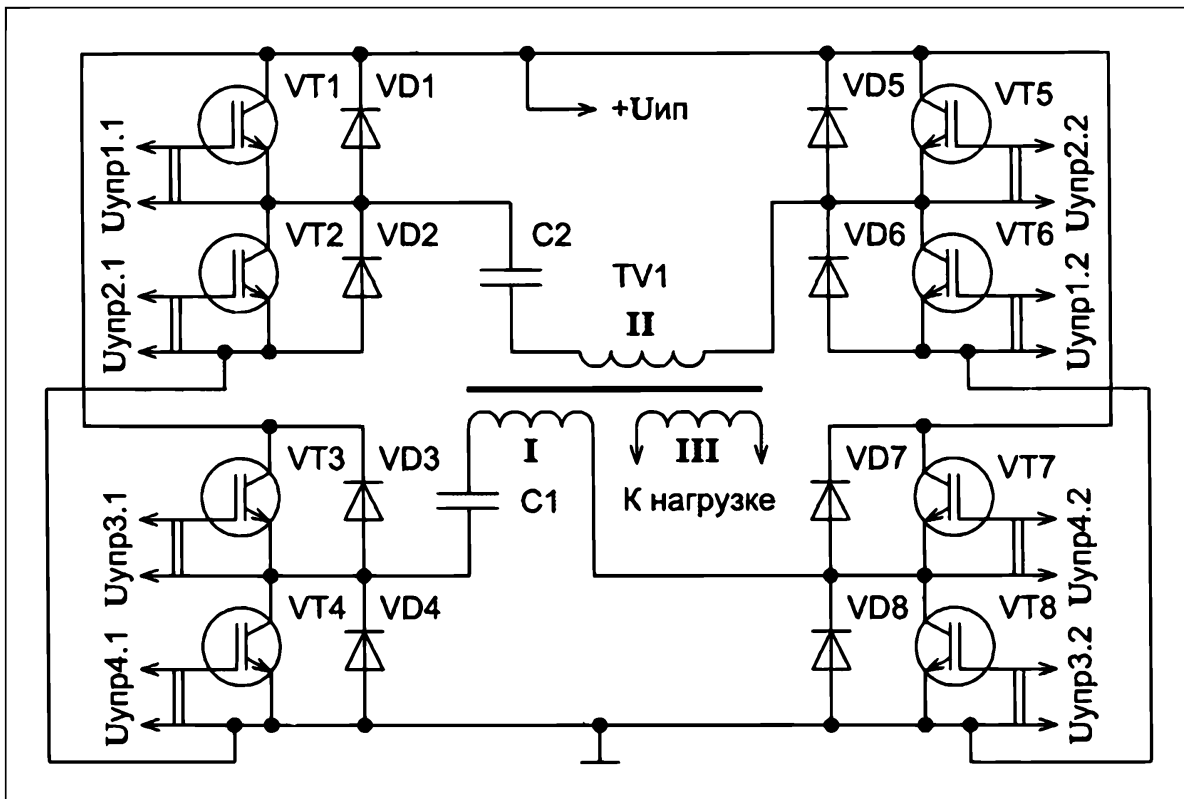 VT1 VD1
+Uип
VD5 VT5
Uупр1.1
Uупр2.2
VT2 VD2
C2
VD6 VT6
Uупр2.1
TV1
II
Uупр1.2
VT3 VD3
I
C1
III
К нагрузке
VD7 VT7
Uупр3.1
Uупр4.2
VT4 VD4
VD8 VT8
Uупр4.1
Uупр3.2